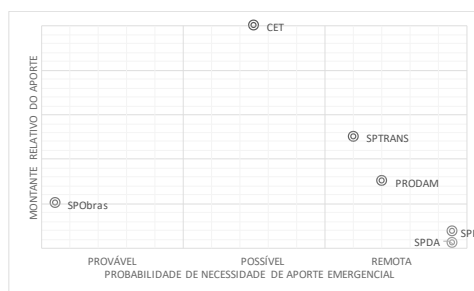 CET
SPTRANS
PRODAM
SPObras
SPDA
PROVÁVEL POSSÍVEL REMOTA
PROBABILIDADE DE NECESSIDADE DE APORTE EMERGENCIAL
MONTANTE RELATIVO DO APORTE